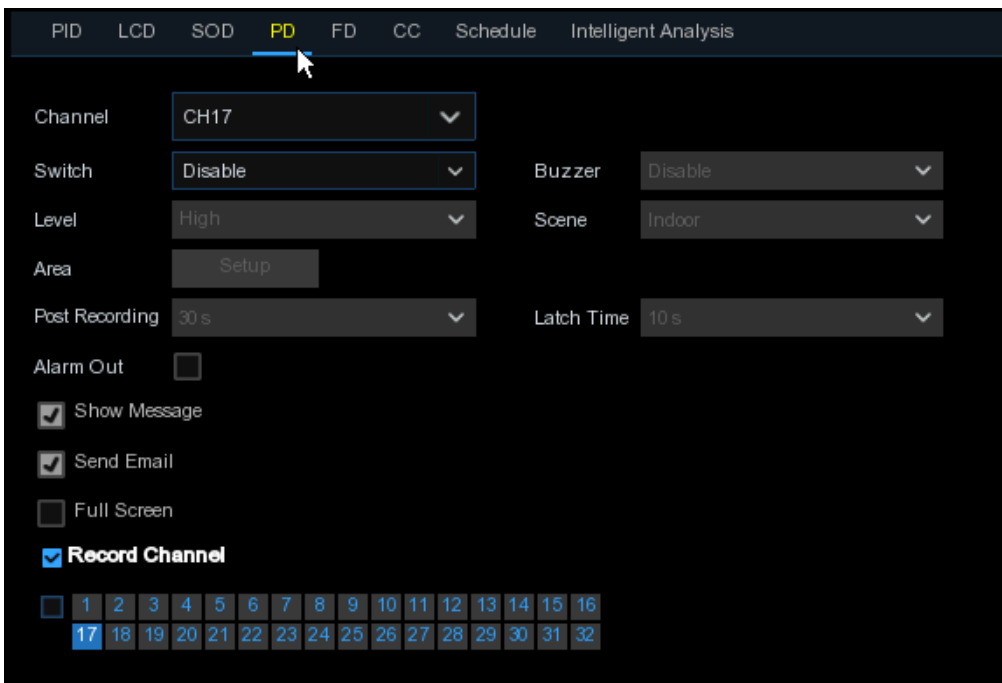 PID LCD SOD PD FD CC Schedule Intelligent Analysis
Channel CH17
Switch Disable Buzzer Disable
Level High Scene Indoor
Area Setup
Post Recording 30 s Latch Time 10 s
Alarm Out
Show Message
Send Email
Full Screen
Record Channel
1 2 3 4 5 6 7 8 9 10 11 12 13 14 15 16
17 18 19 20 21 22 23 24 25 26 27 28 29 30 31 32